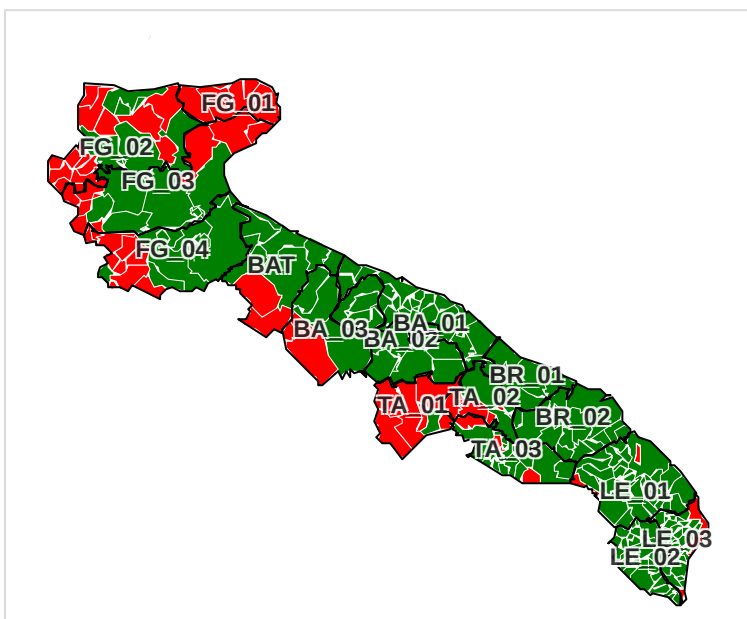 FG_01
FG_02
FG_03
FG_04
BAT
BA_03
BA_01
BA_02
BR_01
TA_01
TA_02
BR_02
TA_03
LE_01
LE_03
LE_02